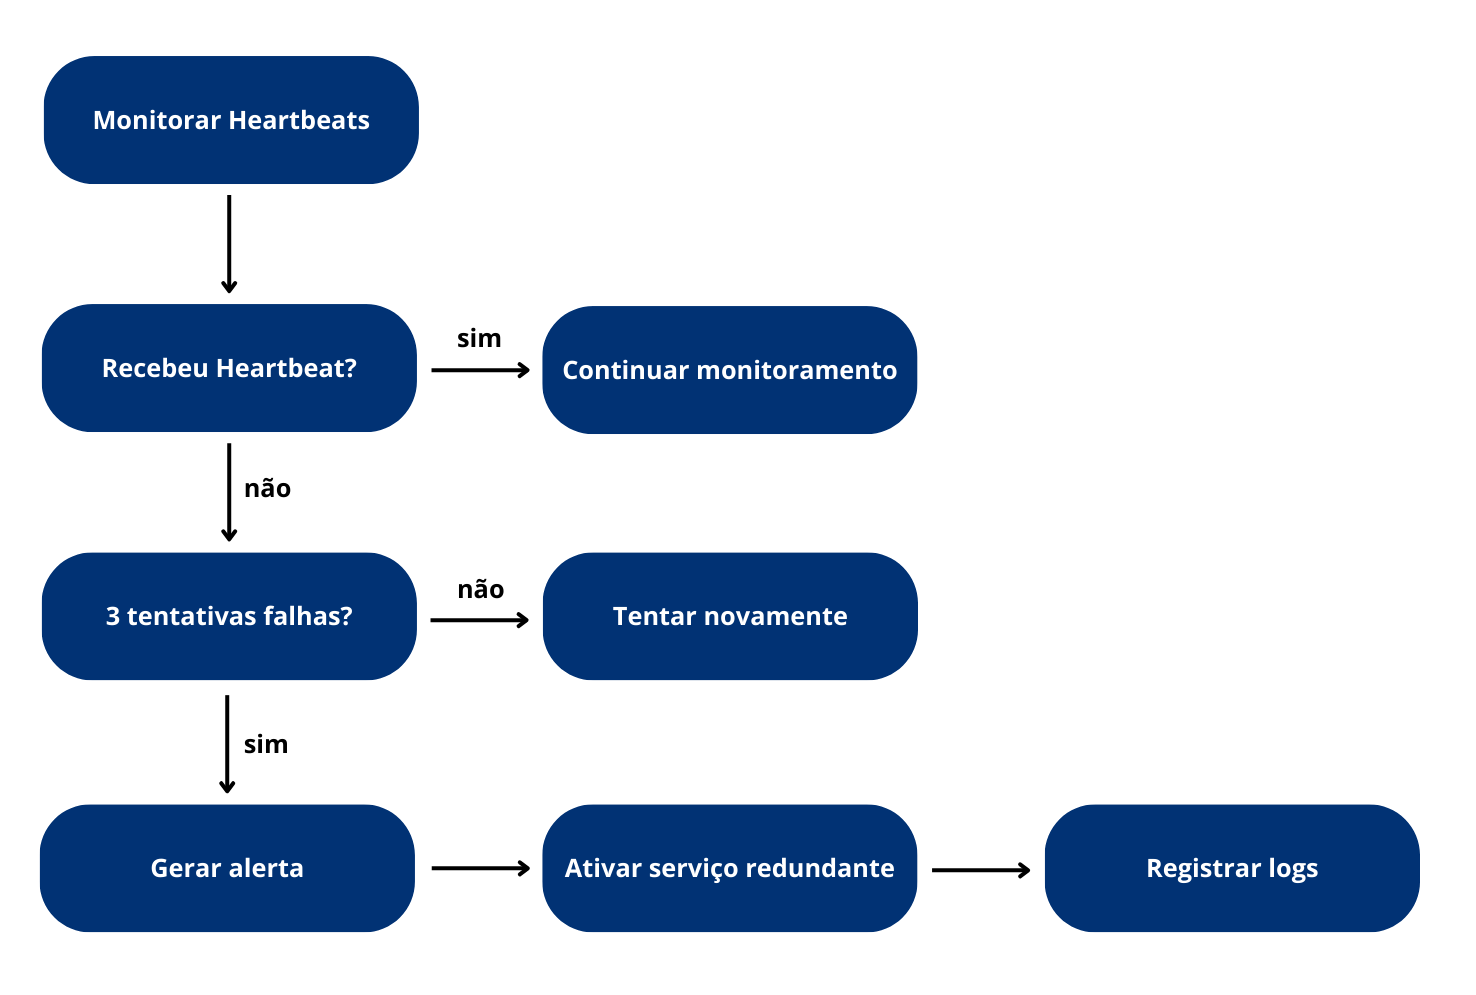 Monitorar Heartbeats
Recebeu Heartbeat?
sim
Continuar monitoramento
não
3 tentativas falhas?
não
Tentar novamente
sim
Gerar alerta
Ativar serviço redundante
Registrar logs